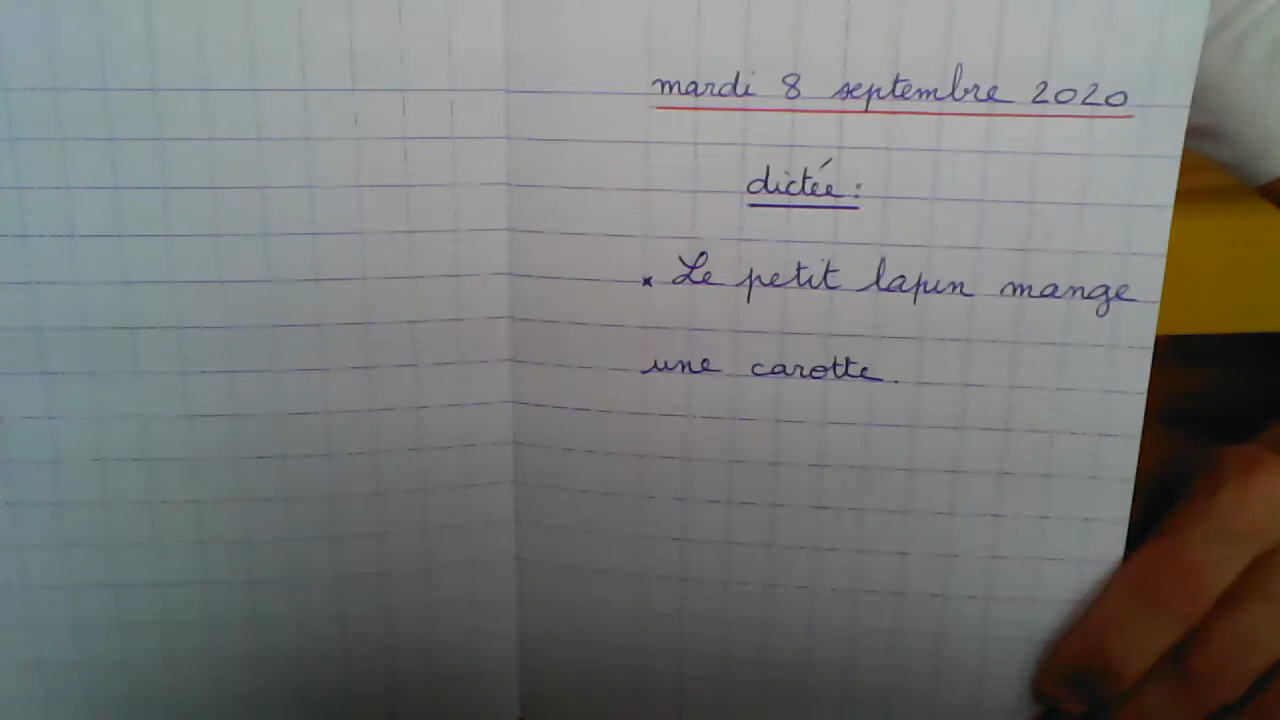 mardi 8 septembre 2020
dictée :
× Le petit lapin mange
une carotte.